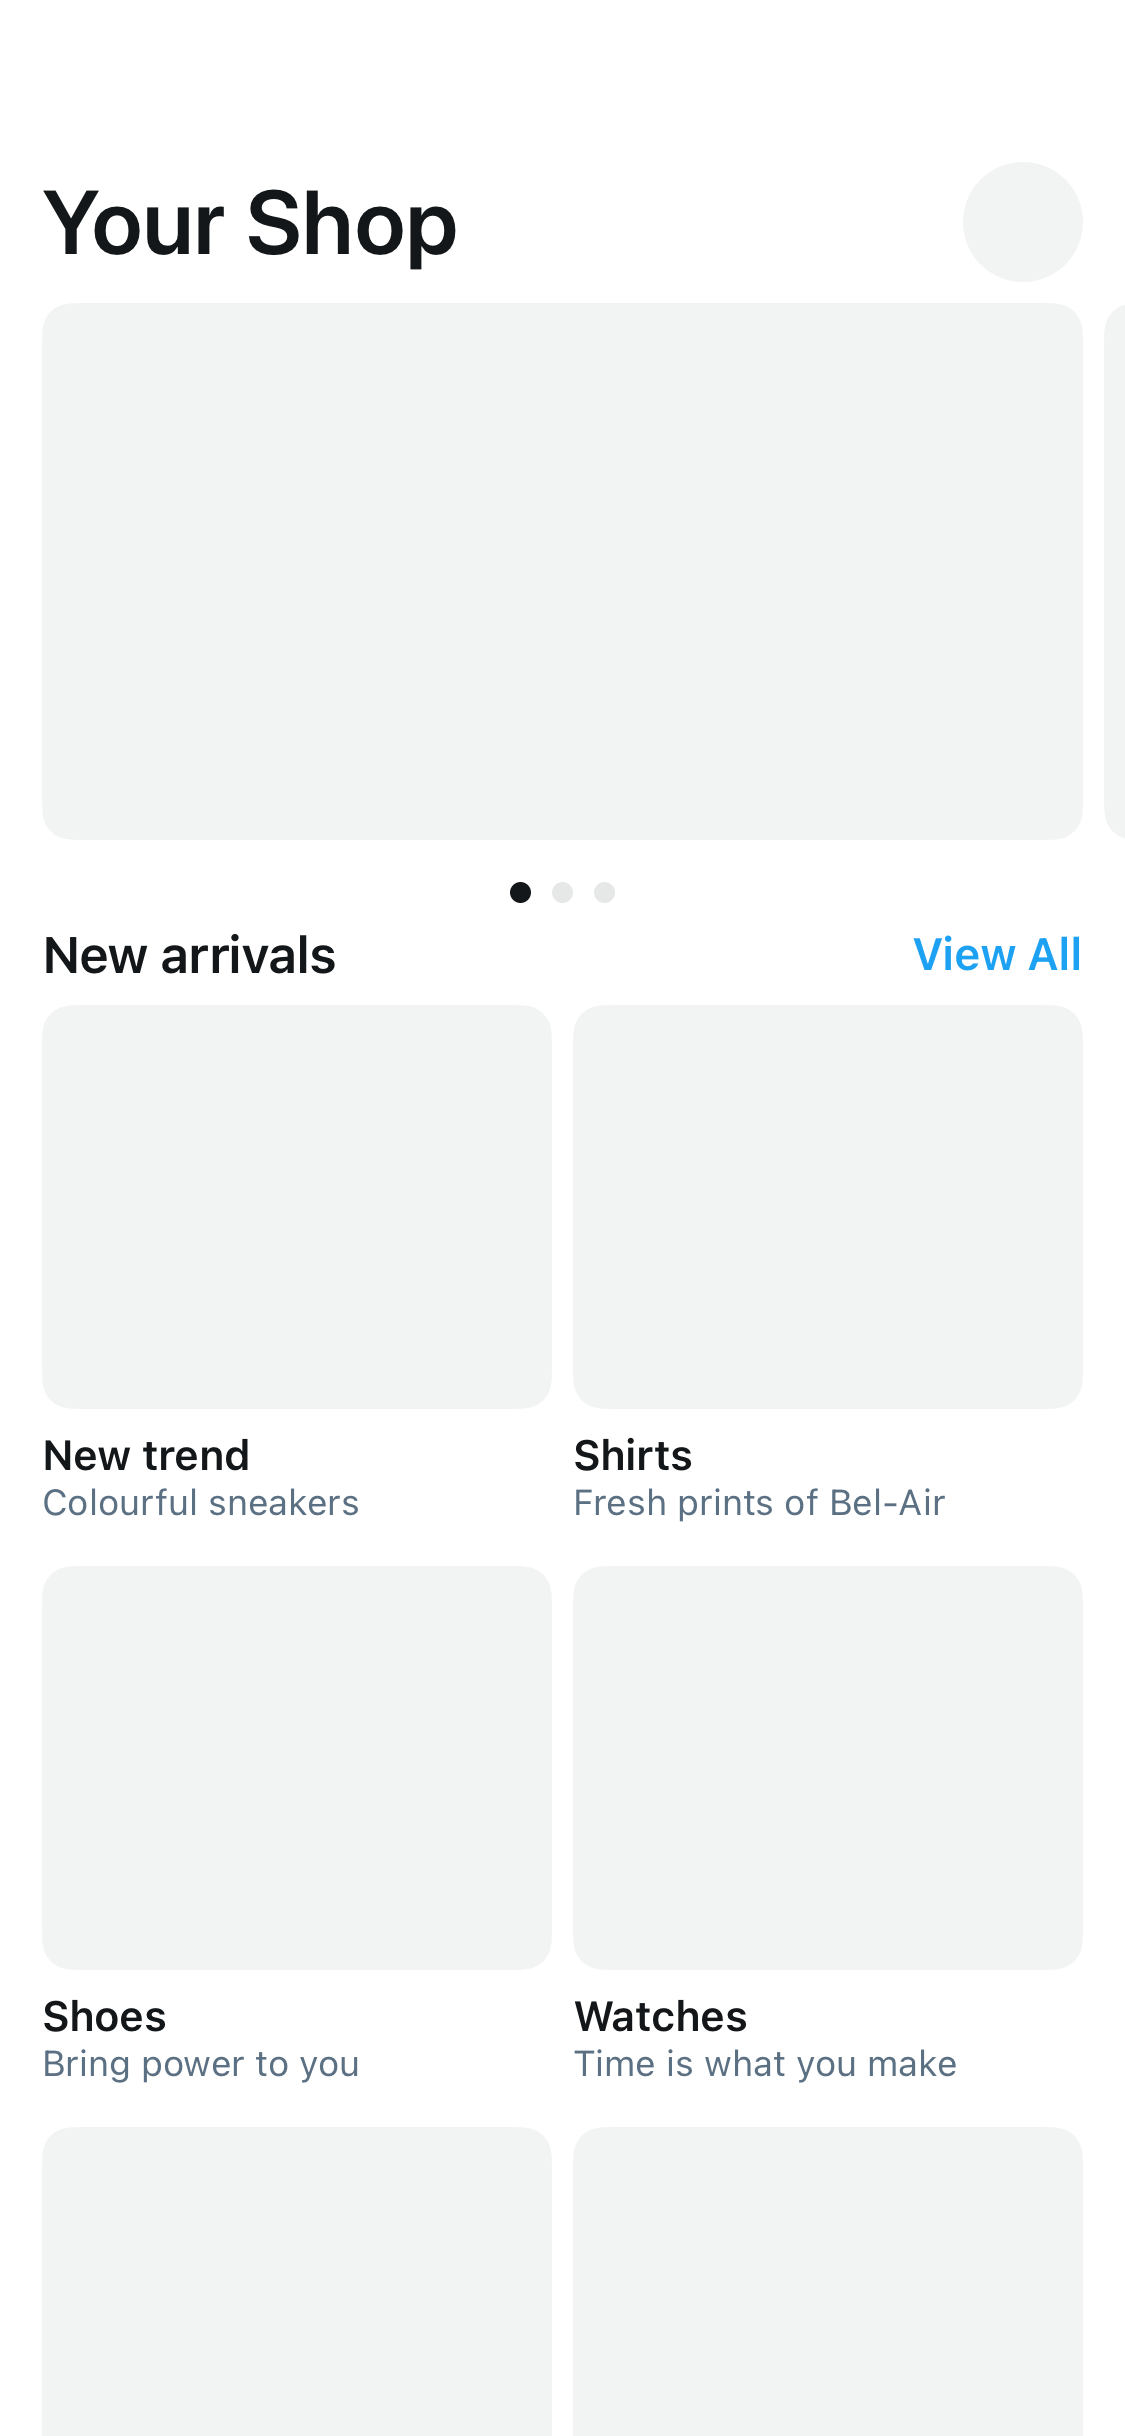 Your Shop
New arrivals
View All
New trend
Colourful sneakers
Shirts
Fresh prints of Bel-Air
Shoes
Bring power to you
Watches
Time is what you make